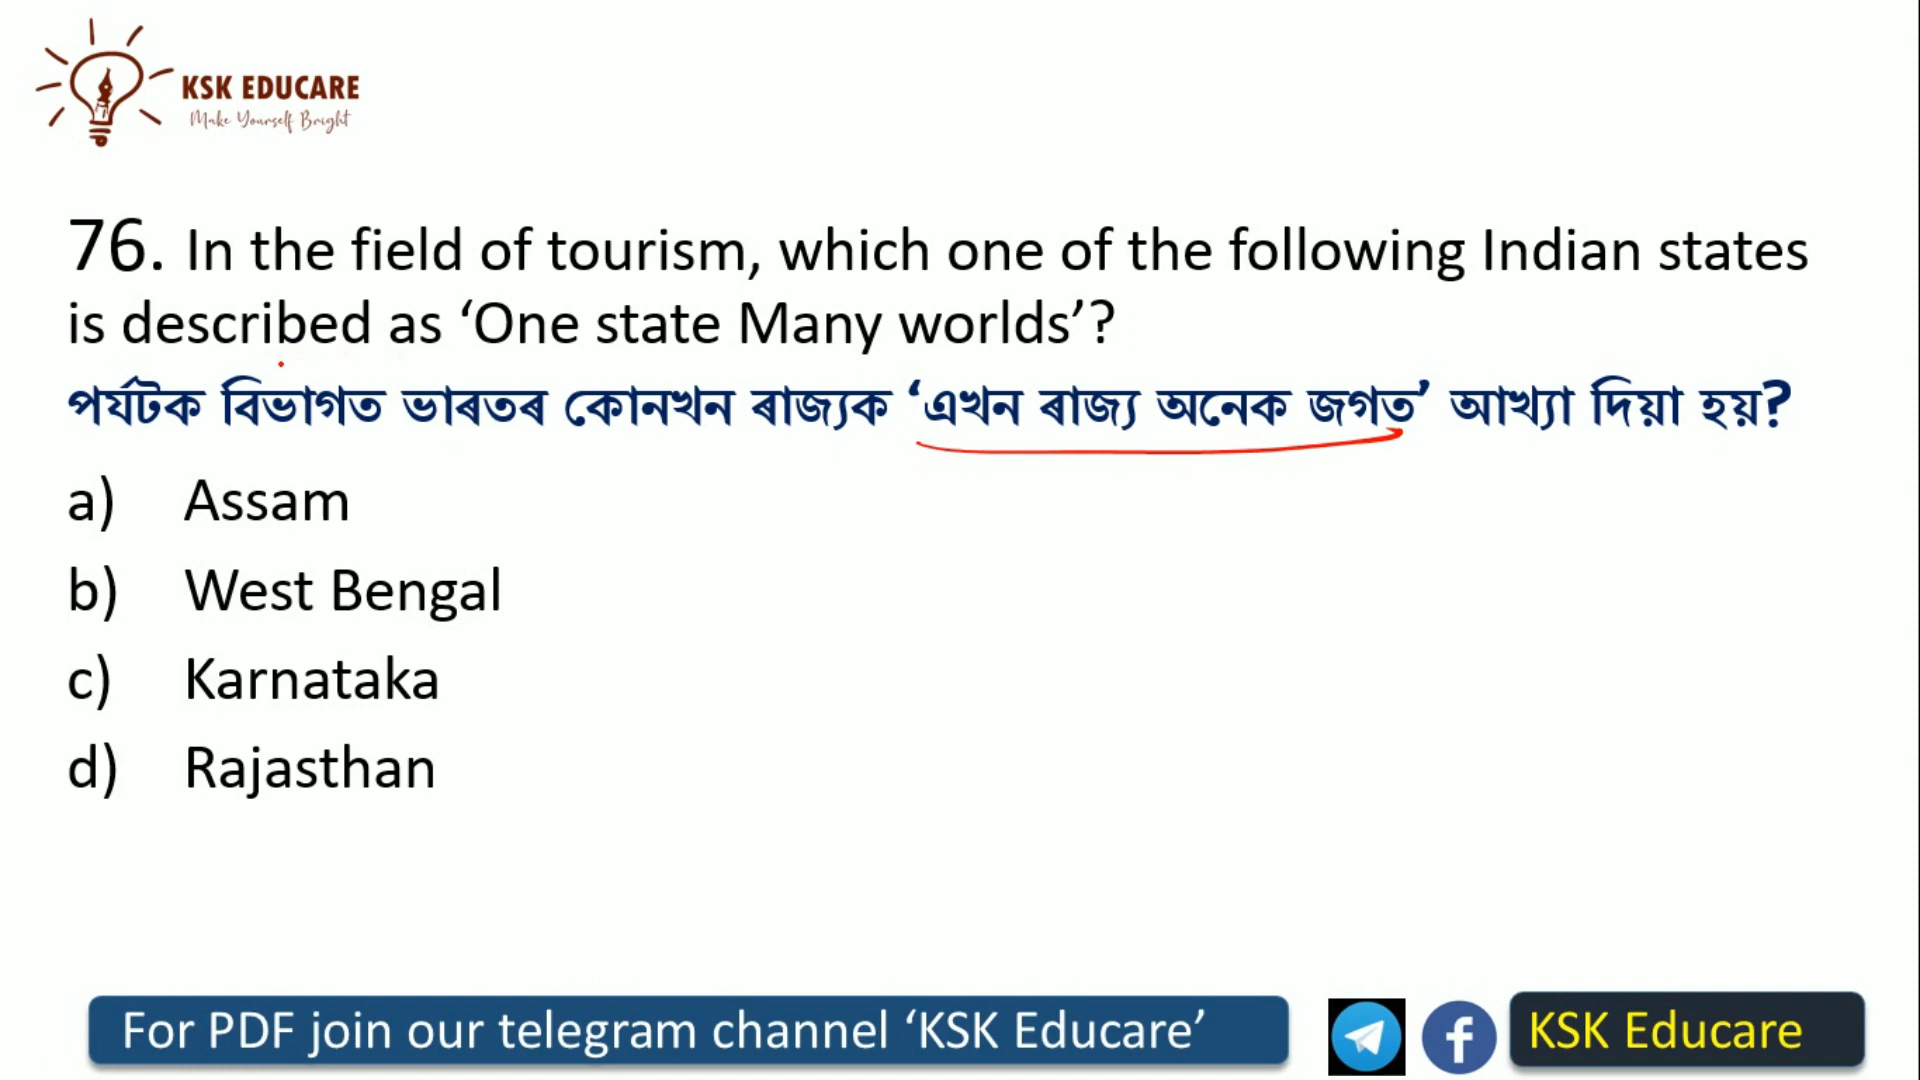 KSK EDUCARE
Make Yourself Bright
76. In the field of tourism, which one of the following Indian states
is described as ‘One state Many worlds’?
পৰ্যটক বিভাগত ভাৰতৰ কোনখন ৰাজ্যক ‘এখন ৰাজ্য অনেক জগত’ আখ্যা দিয়া হয়?
a) Assam
b) West Bengal
c) Karnataka
d) Rajasthan
For PDF join our telegram channel ‘KSK Educare’
KSK Educare